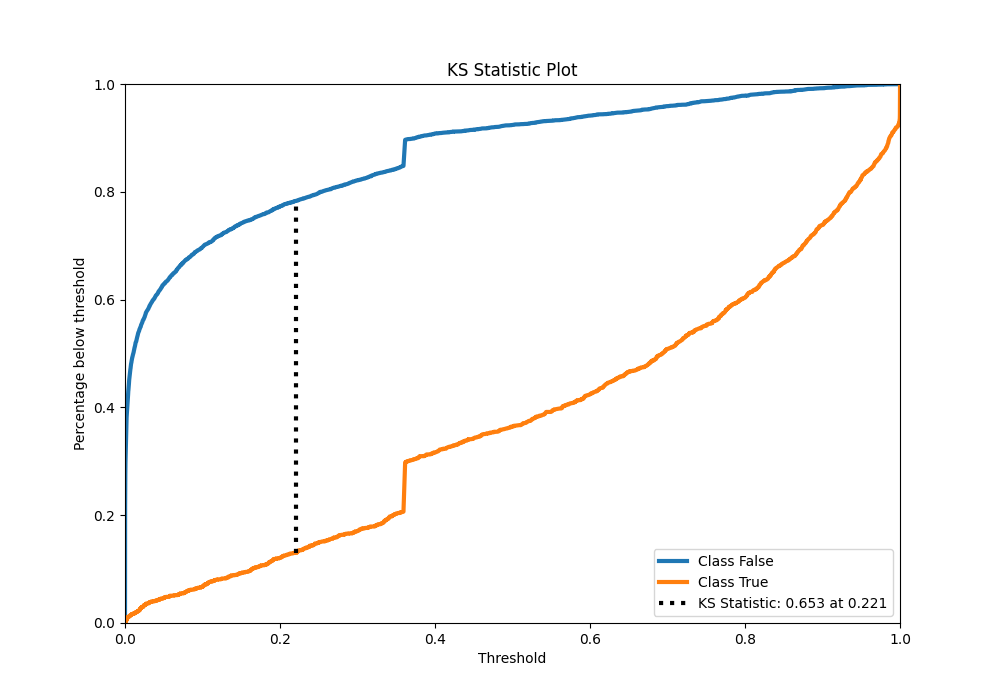 KS Statistic Plot
1.0
0.8
0.6
0.4
0.2
0.0
Percentage below threshold
0.0 0.2 0.4 0.6 0.8 1.0
Threshold
Class False
Class True
KS Statistic: 0.653 at 0.221